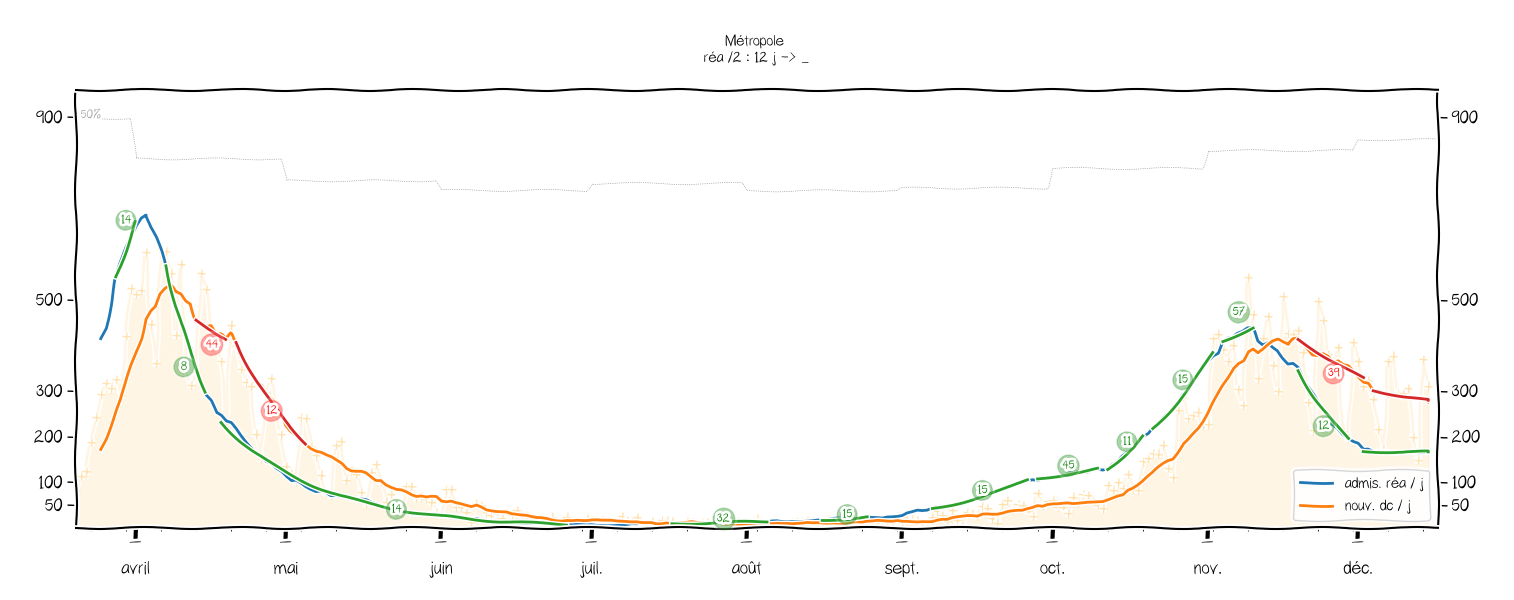 Métropole
réa /2 : 12 j -> _
900
50%
900
14
57
500
500
44
8
15
39
300
300
12
11
12
200
200
45
100
15
100
14
32
15
50
50
admis. réa / j
nouv. dc / j
avril
mai
juin
juil.
août
sept.
oct.
nov.
déc.